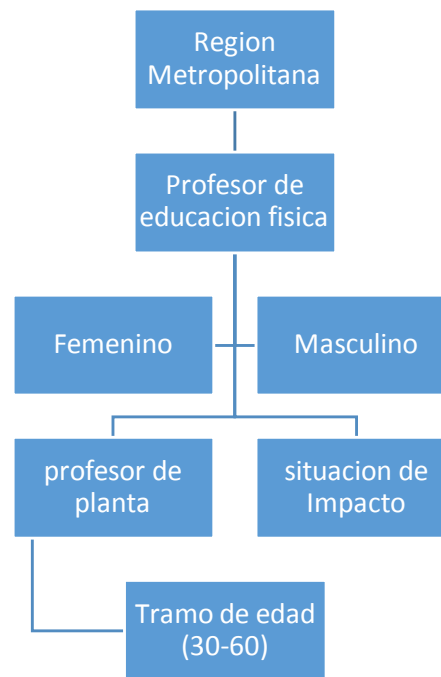 Region
Metropolitana
Profesor de
educacion fisica
Femenino
Masculino
profesor de
planta
situacion de
Impacto
Tramo de edad
(30-60)